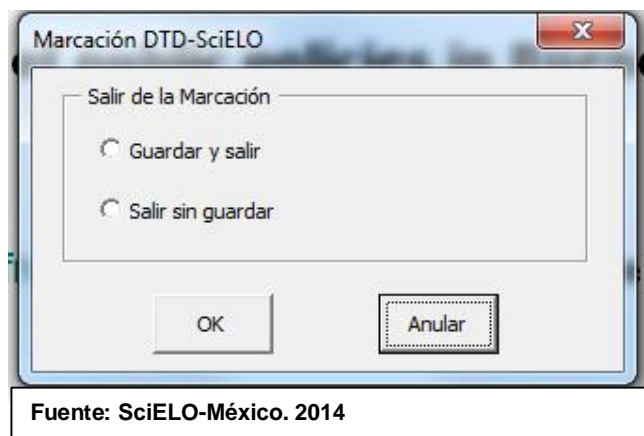 Marcación DTD-SciELO
Salir de la Marcación
Guardar y salir
Salir sin guardar
OK
Anular
Fuente: SciELO-México. 2014